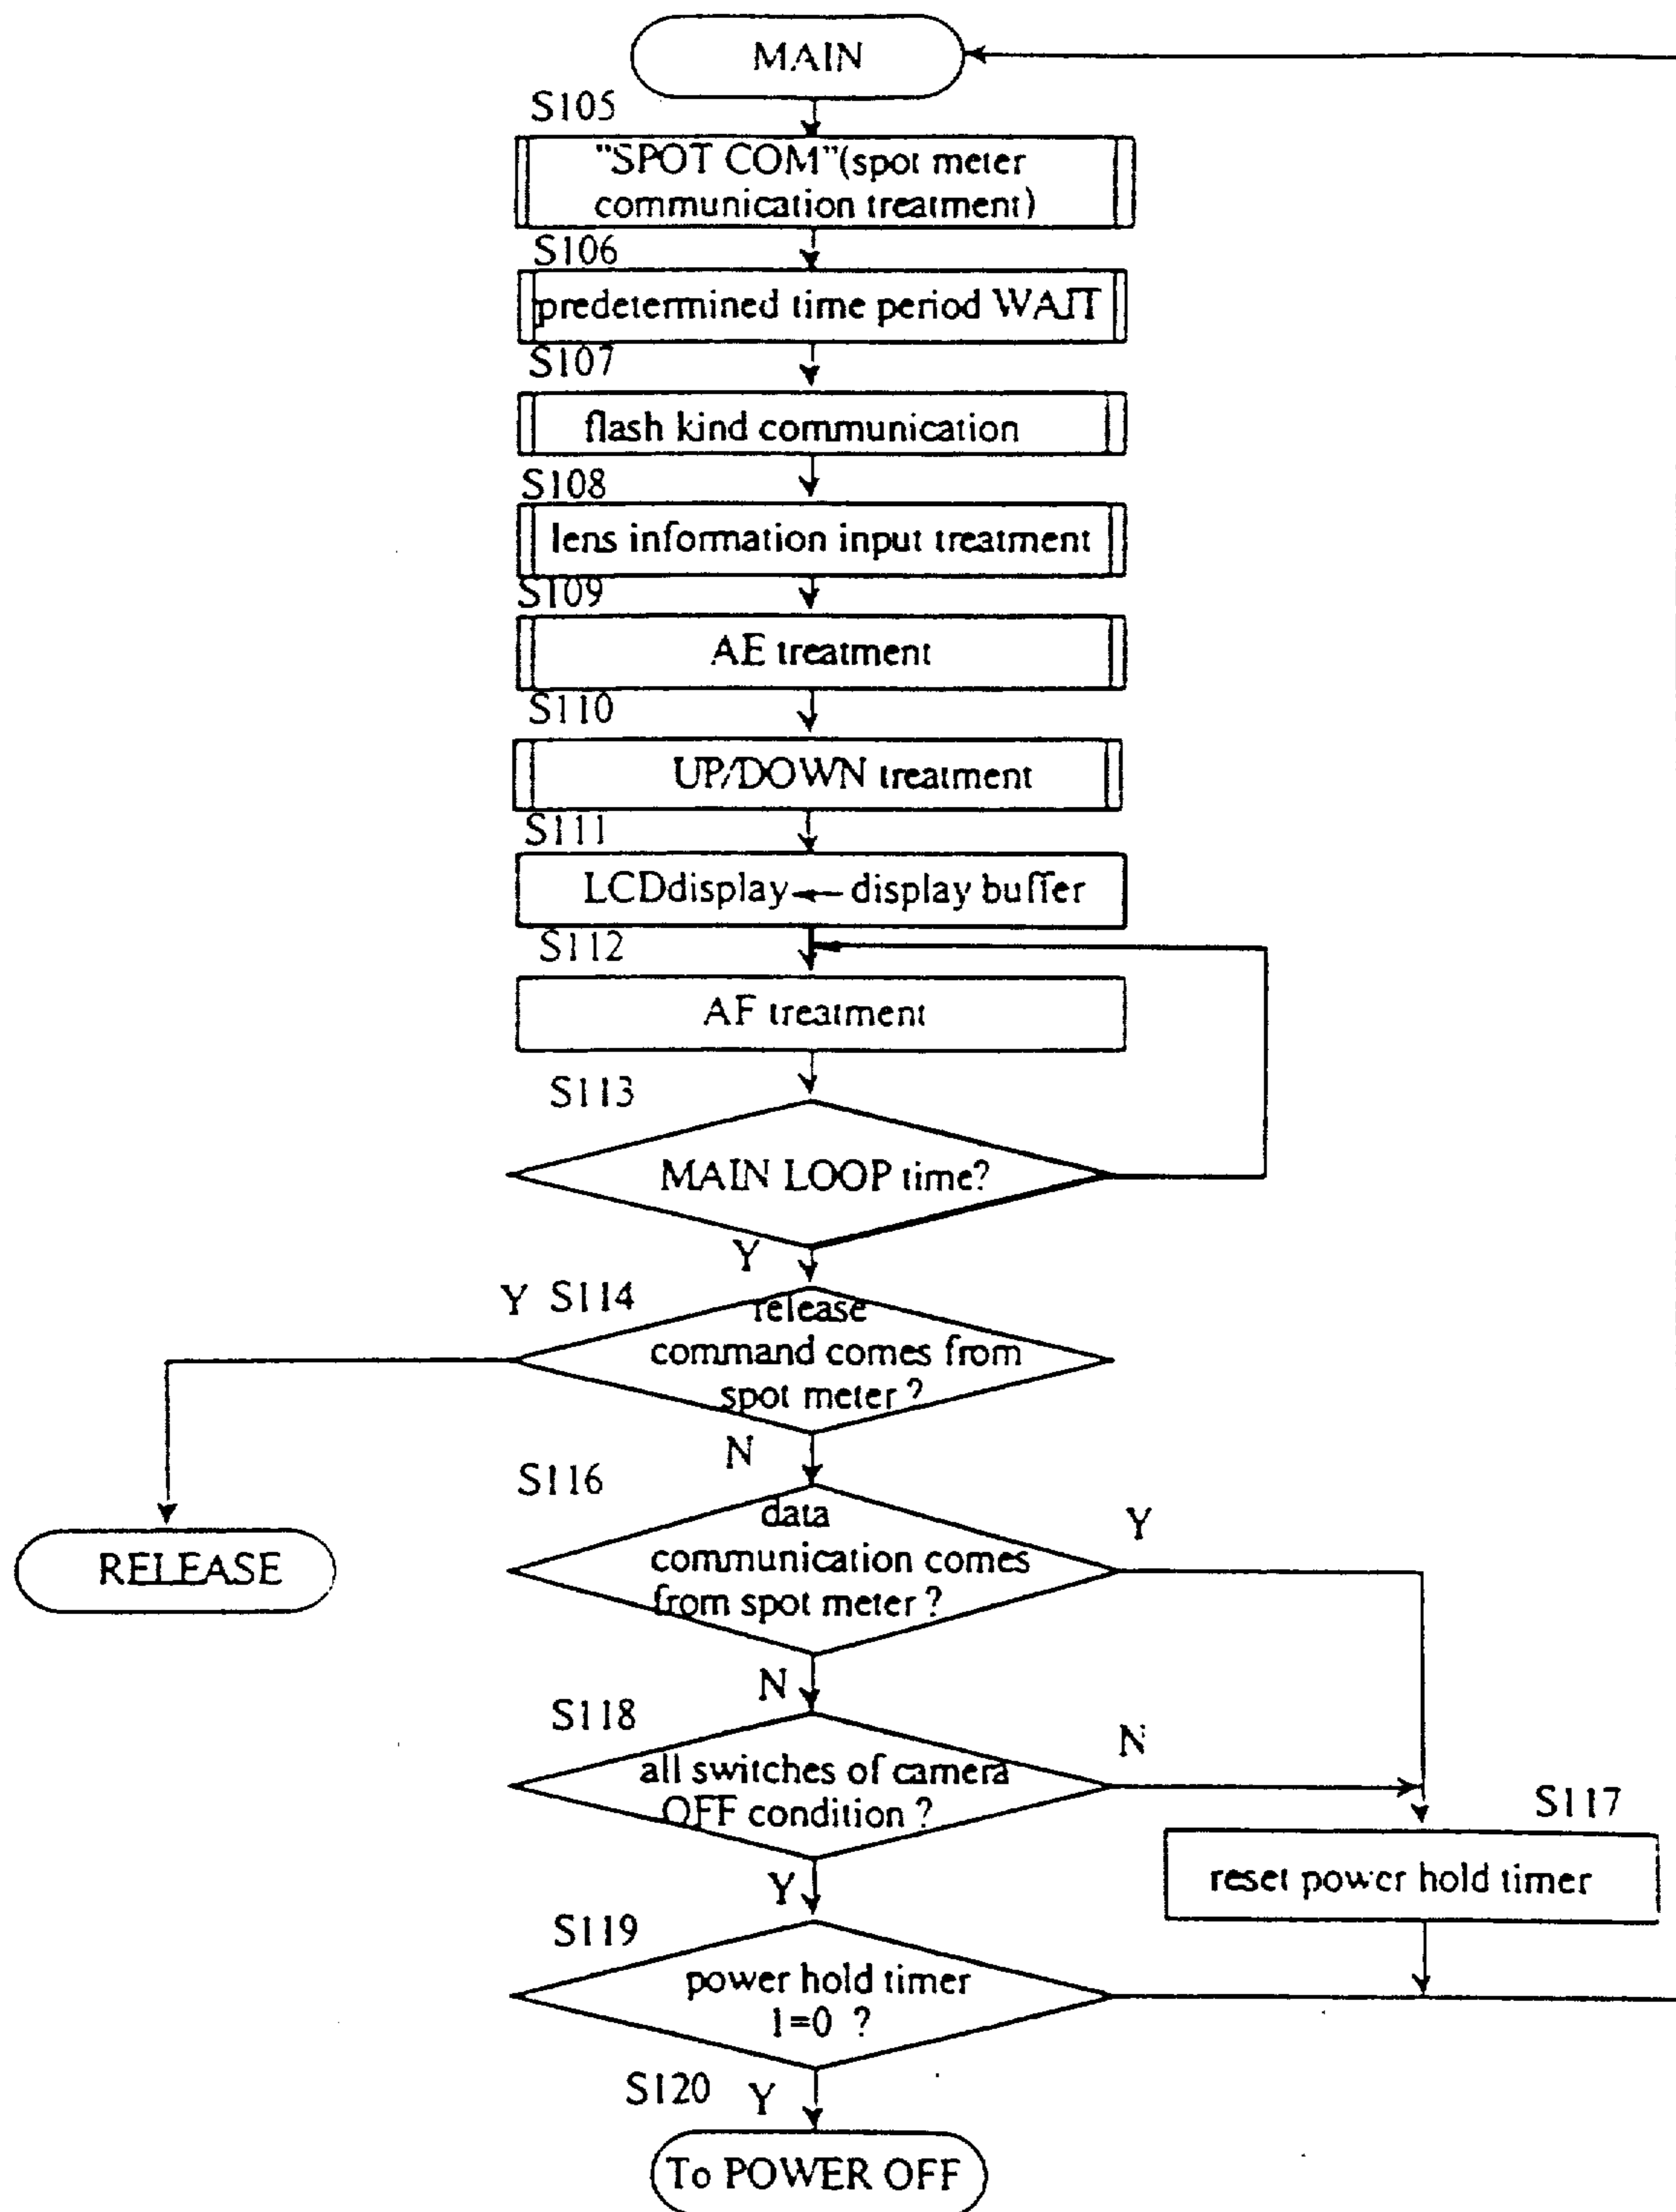 MAIN
S105
"SPOT COM"(spot meter
communication treatment)
S106
predetermined time period WAIT
S107
flash kind communication
S108
lens information input treatment
S109
AE treatment
S110
UP/DOWN treatment
S111
LCDdisplay ← display buffer
S112
AF treatment
S113
MAIN LOOP time?
Y
Y S114
release
command comes from
spot meter ?
N
RELEASE
S116
data
communication comes
from spot meter ?
Y
N
S118
all switches of camera
OFF condition ?
N
Y
S117
reset power hold timer
S119
power hold timer
1=0 ?
S120
Y
To POWER OFF